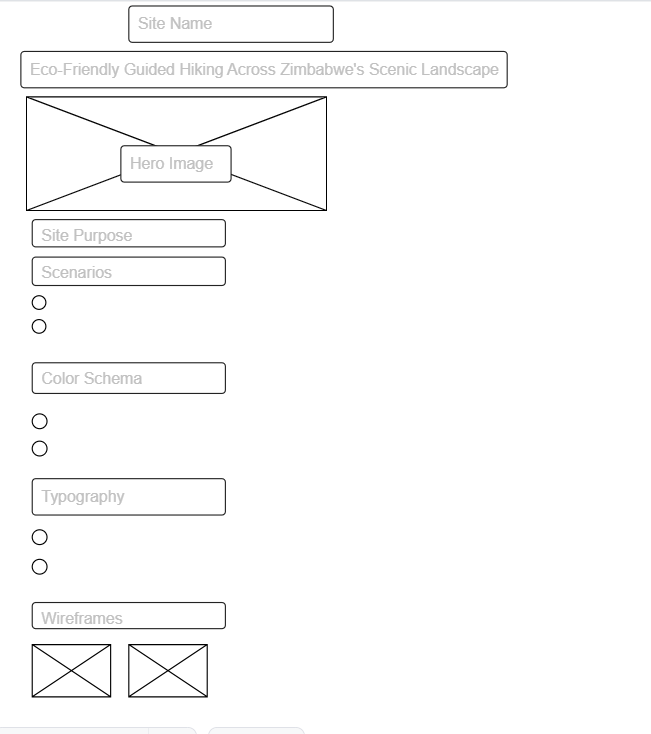 Site Name
Eco-Friendly Guided Hiking Across Zimbabwe's Scenic Landscape
Hero Image
Site Purpose
Scenarios
Color Schema
Typography
Wireframes